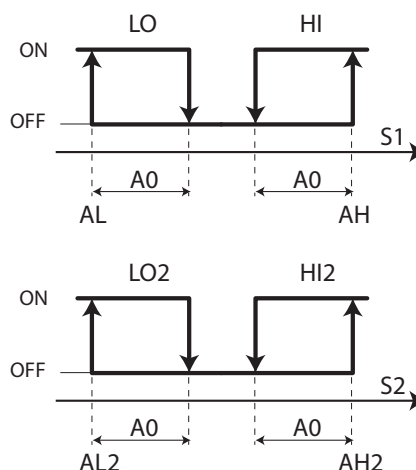 LO HI
ON
OFF
S1
A0 A0
AL AH
LO2 HI2
ON
OFF
S2
A0 A0
AL2 AH2